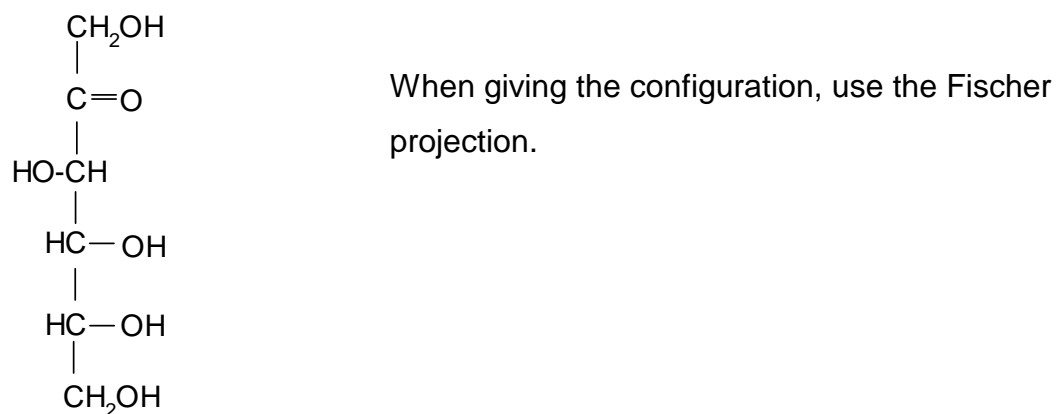 CH₂OH
When giving the configuration, use the Fischer
C=O
projection.
HO-CH
HC—OH
HC—OH
CH₂OH